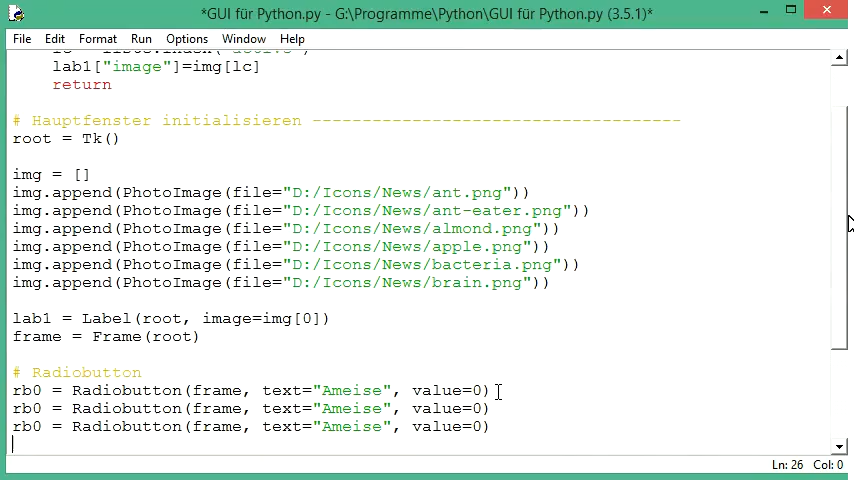 *GUI für Python.py - G:\Programme\Python\GUI für Python.py (3.5.1)*
File Edit Format Run Options Window Help
lab1["image"]=img[lc]
return
# Hauptfenster initialisieren -------------------------------------
root = Tk()
img = []
img.append(PhotoImage(file="D:/Icons/News/ant.png"))
img.append(PhotoImage(file="D:/Icons/News/ant-eater.png"))
img.append(PhotoImage(file="D:/Icons/News/almond.png"))
img.append(PhotoImage(file="D:/Icons/News/apple.png"))
img.append(PhotoImage(file="D:/Icons/News/bacteria.png"))
img.append(PhotoImage(file="D:/Icons/News/brain.png"))
lab1 = Label(root, image=img[0])
frame = Frame(root)
# Radiobutton
rb0 = Radiobutton(frame, text="Ameise", value=0)
rb0 = Radiobutton(frame, text="Ameise", value=0)
rb0 = Radiobutton(frame, text="Ameise", value=0)
Ln: 26 Col: 0